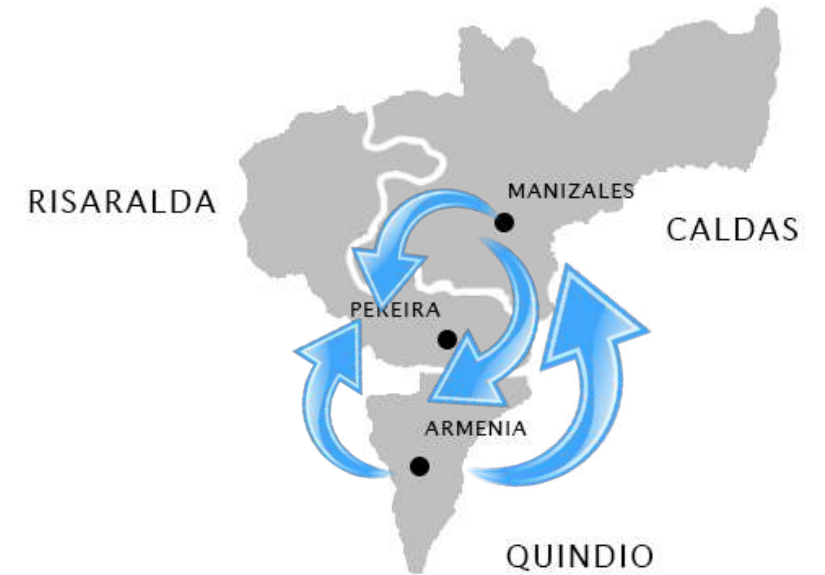 MANIZALES
RISARALDA
CALDAS
PEREIRA
ARMENIA
QUINDIO